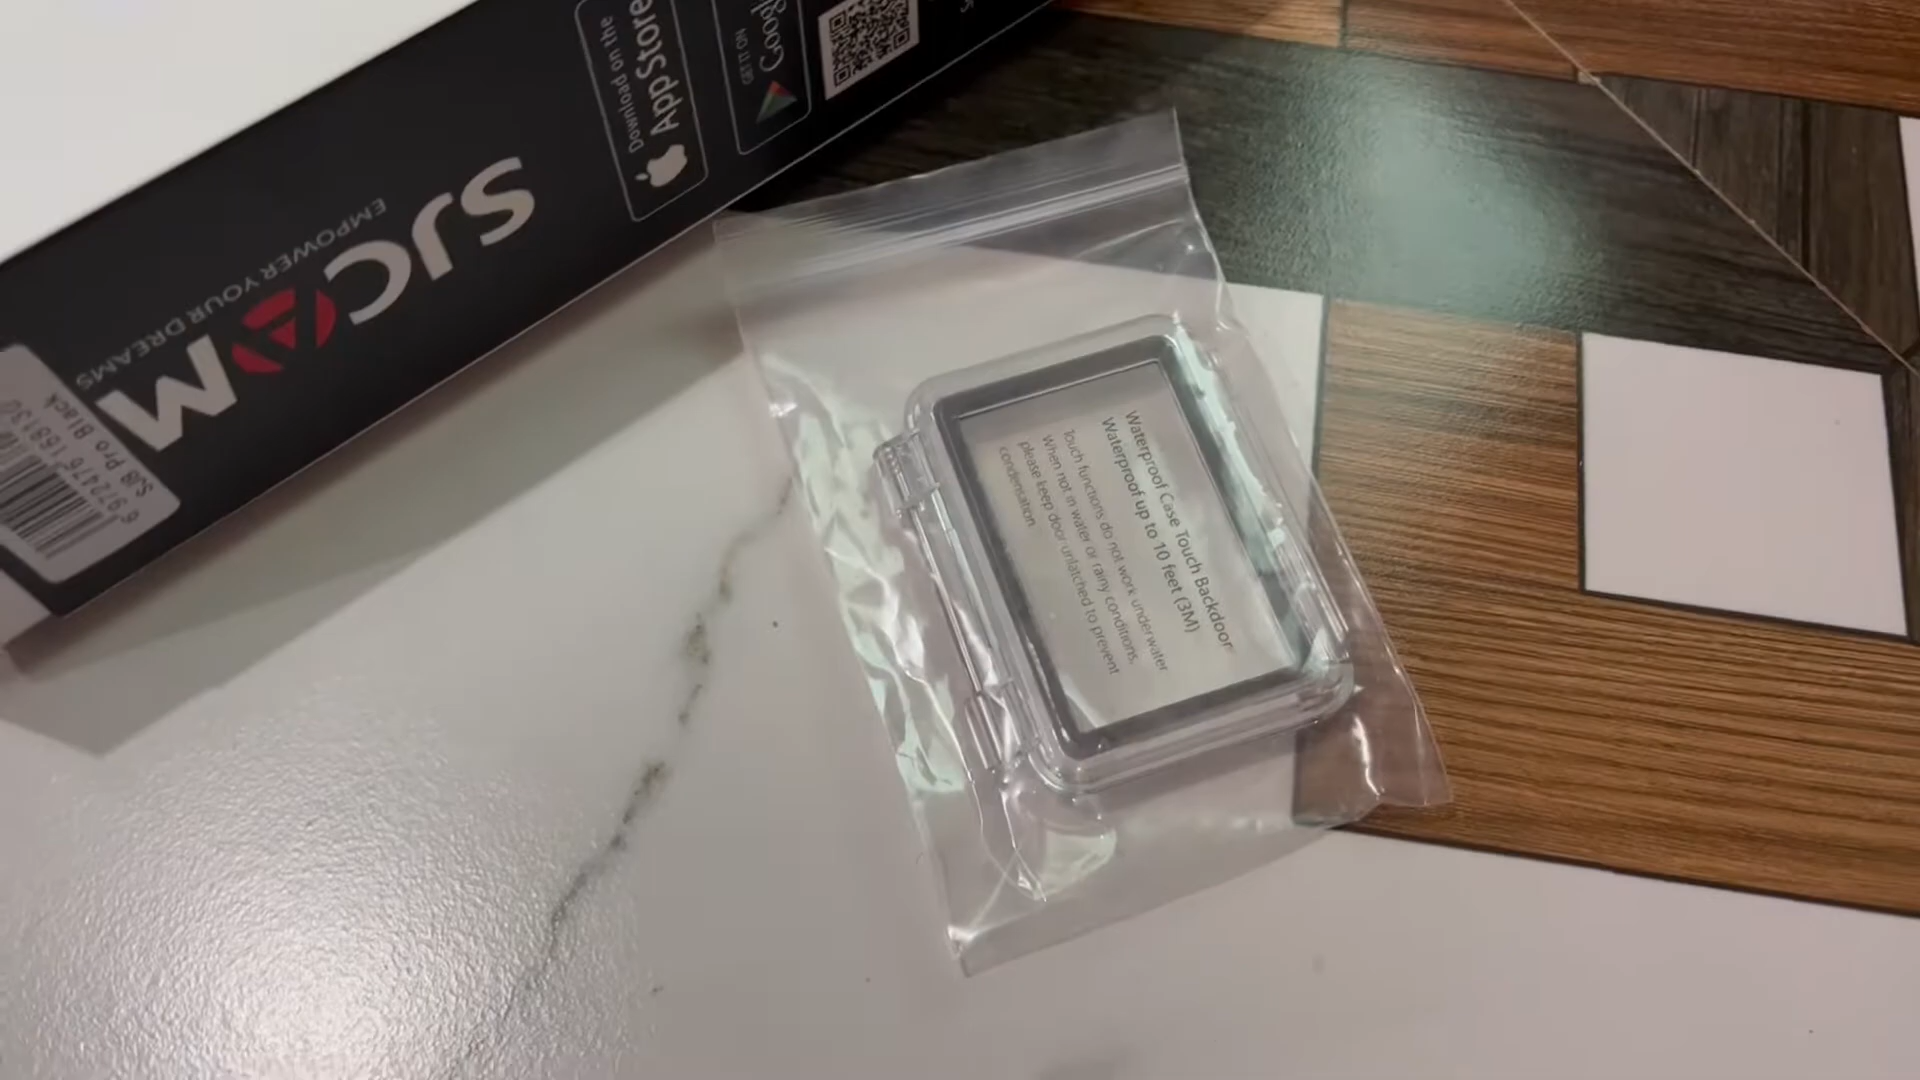 SJCAM
EMPOWER YOUR DREAMS
Download on the
App Store
GET IT ON
Googl
SJ8 Pro Black
Waterproof Case Touch Backdoor
Waterproof up to 10 feet (3M)
Touch functions do not work underwater
When not in water or rainy conditions,
please keep door unlatched to prevent
condensation.